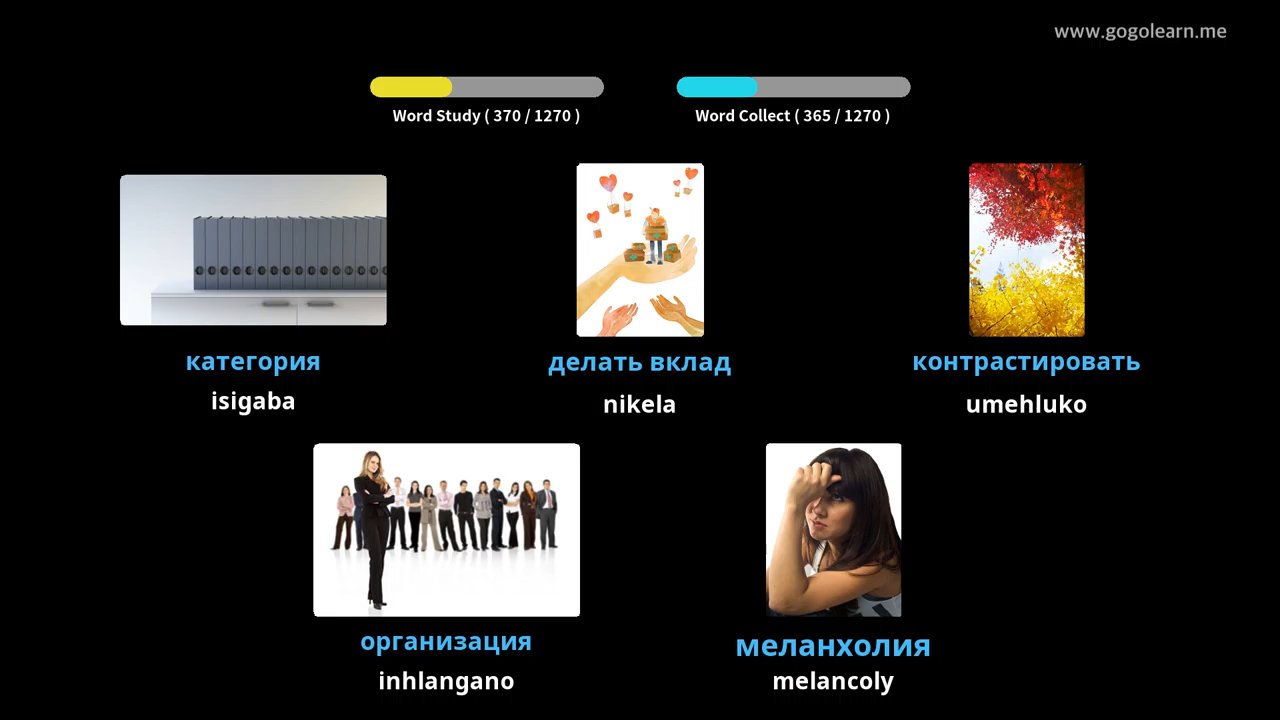 www.gogolearn.me
Word Study ( 370 / 1270 )
Word Collect ( 365 / 1270 )
категория
делать вклад
контрастировать
isigaba
nikela
umehluko
организация
меланхолия
inhlangano
melancoly